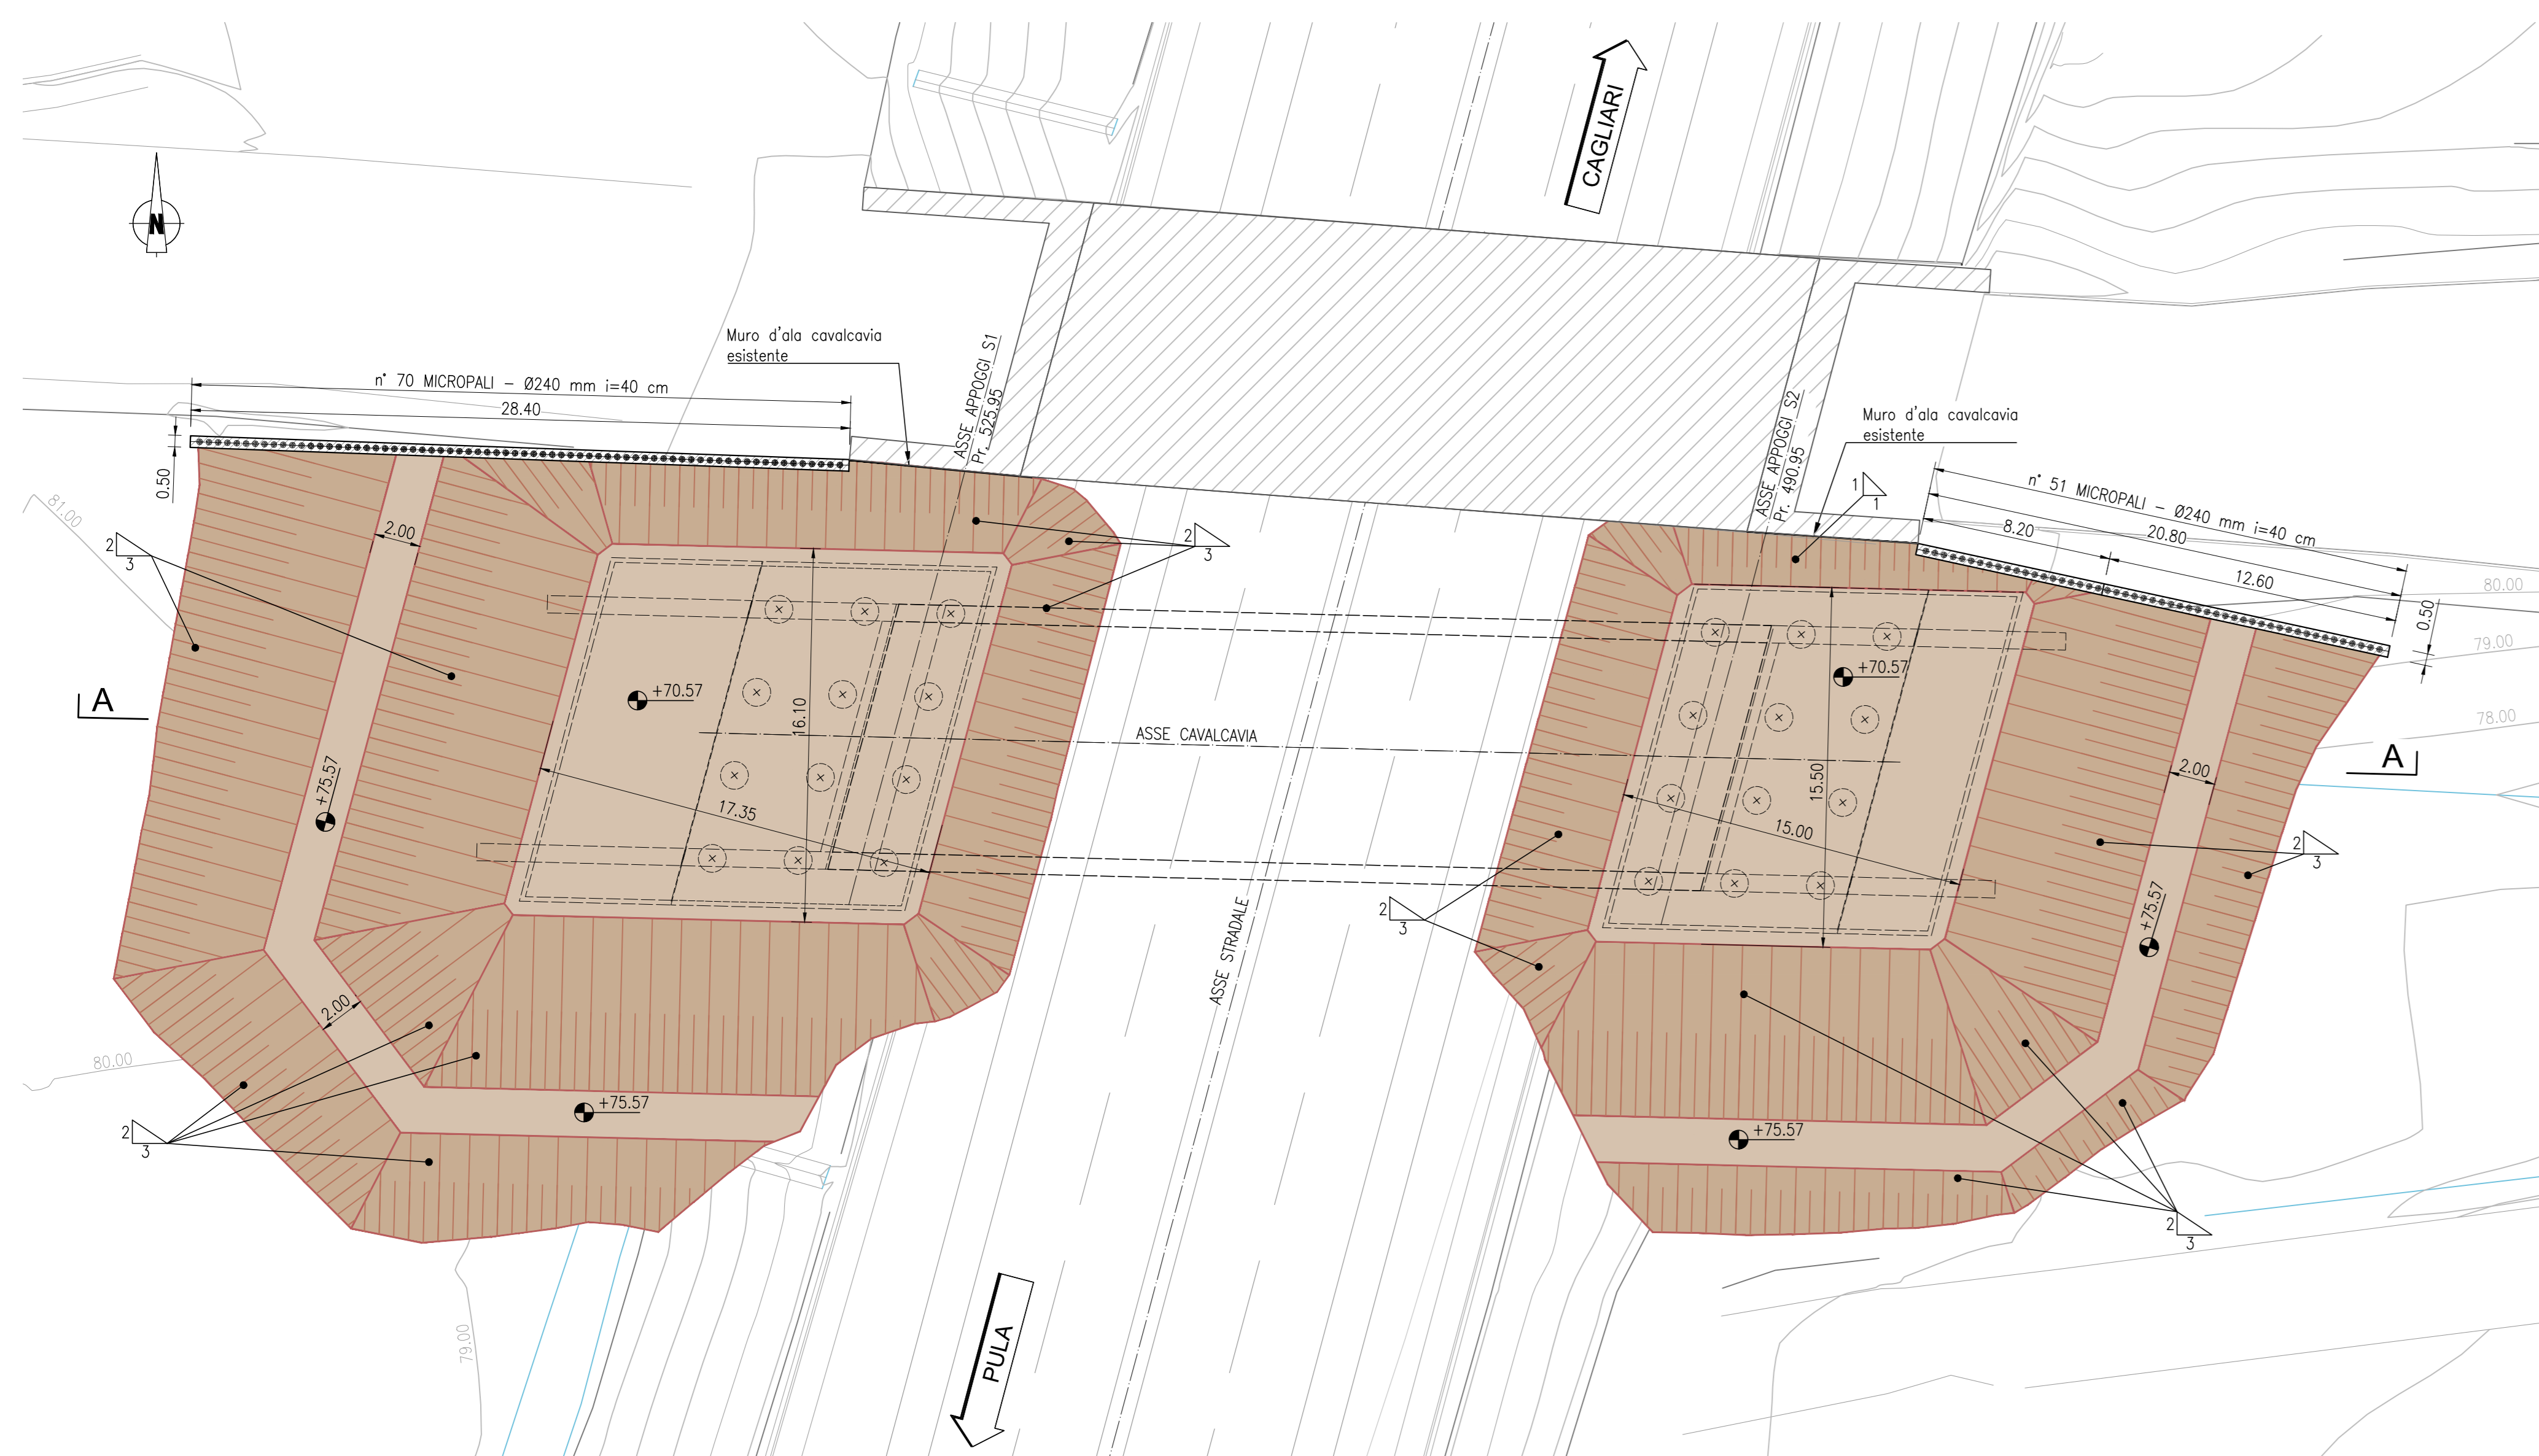 CAGLIARI
N
Muro d'ala cavalcavia
esistente
ASSE APPOGGI S1
Pr. 525.95
n° 70 MICROPALI - Ø240 mm i=40 cm
28.40
0.50
ASSE APPOGGI S2
Pr. 490.95
Muro d'ala cavalcavia
esistente
1
1
n° 51 MICROPALI - Ø240 mm i=40 cm
20.80
8.20
12.60
0.50
80.00
79.00
78.00
81.00
2
3
2.00
2
3
+70.57
16.10
17.35
+75.57
2.00
A
ASSE CAVALCAVIA
ASSE STRADALE
+70.57
15.50
15.00
2.00
A
2
3
+75.57
2
3
80.00
2
3
+75.57
+75.57
2
3
79.00
PULA